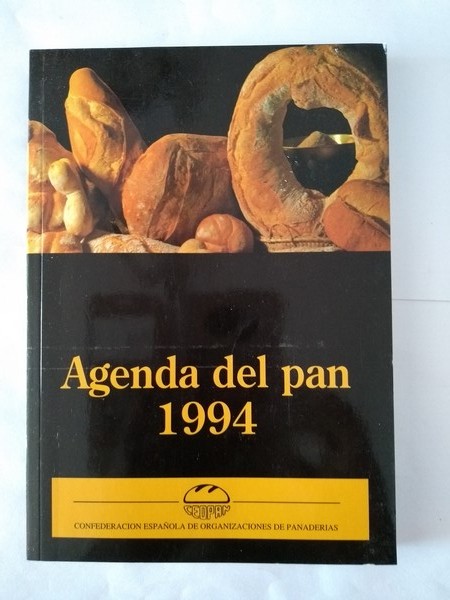 Agenda del pan
1994
CEOPAN
CONFEDERACION ESPAÑOLA DE ORGANIZACIONES DE PANADERIAS